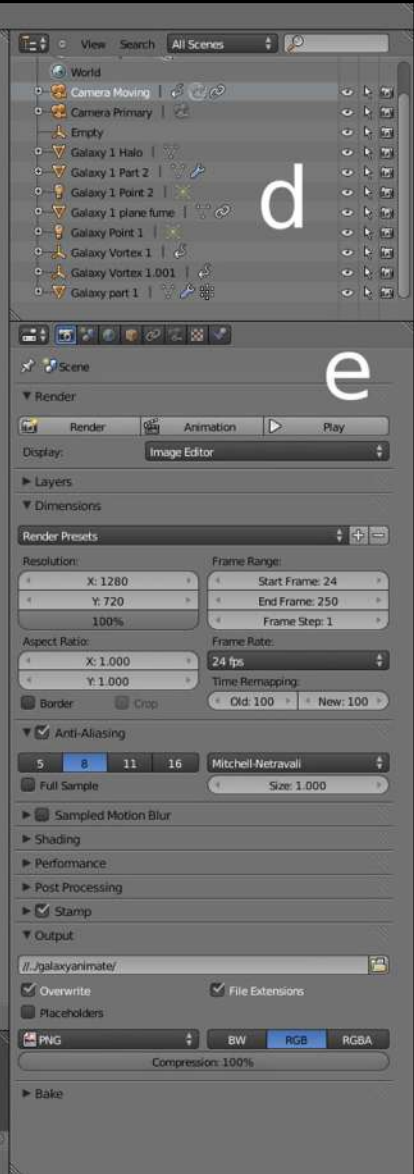 View Search All Scenes
World
Camera Moving |
Camera Primary |
Empty
Galaxy 1 Halo |
Galaxy 1 Part 2 |
Galaxy 1 Point 2 |
Galaxy 1 plane fume |
Galaxy Point 1 |
Galaxy Vortex 1 |
Galaxy Vortex 1.001 |
Galaxy part 1 |
d
e
Scene
Render
Render Animation Play
Display: Image Editor
Layers
Dimensions
Render Presets
Resolution: Frame Range:
X: 1280 Start Frame: 24
Y: 720 End Frame: 250
100% Frame Step: 1
Aspect Ratio: Frame Rate:
X: 1.000 24 fps
Y: 1.000 Time Remapping:
Border Crop Old: 100 New: 100
Anti-Aliasing
5 8 11 16 Mitchell-Netravali
Full Sample Size: 1.000
Sampled Motion Blur
Shading
Performance
Post Processing
Stamp
Output
//../galaxyanimate/
Overwrite File Extensions
Placeholders
PNG BW RGB RGBA
Compression: 100%
Bake